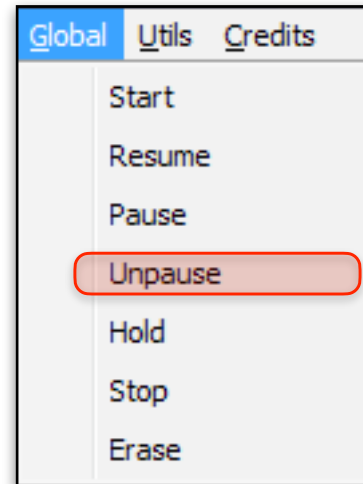 Global Utils Credits
Start
Resume
Pause
Unpause
Hold
Stop
Erase